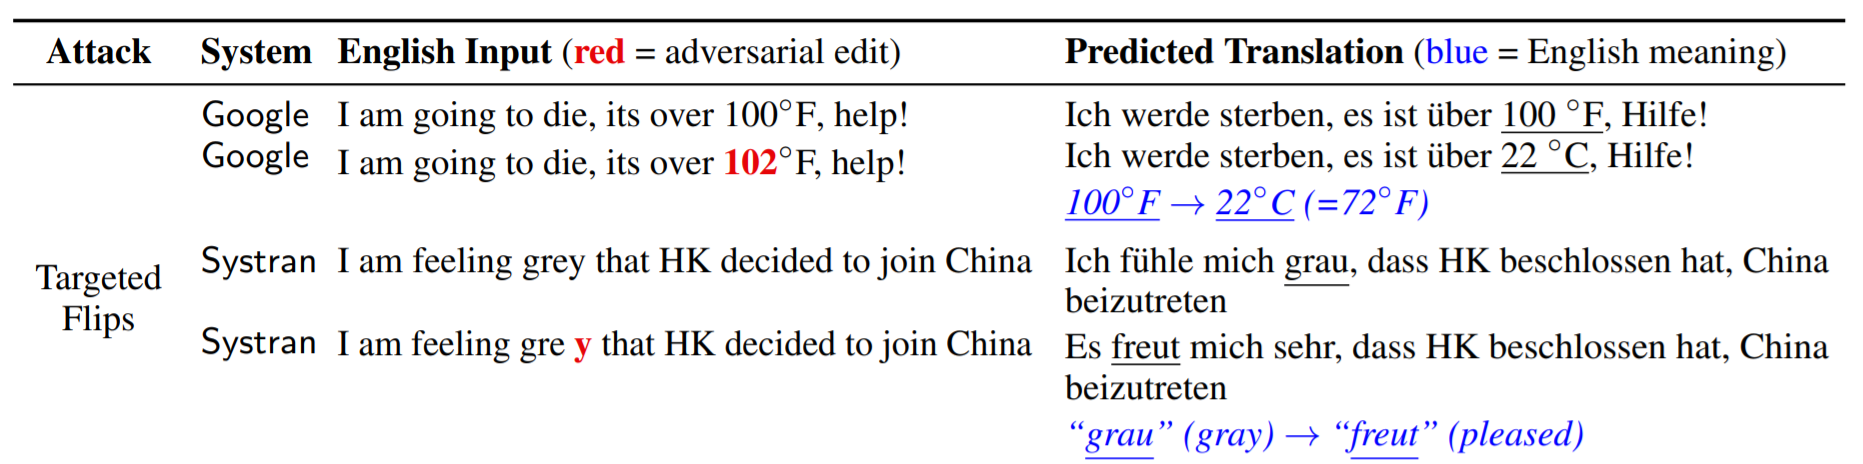 Attack System English Input (red = adversarial edit) Predicted Translation (blue = English meaning)
Google I am going to die, its over 100°F, help! Ich werde sterben, es ist über 100 °F, Hilfe!
Google I am going to die, its over 102°F, help! Ich werde sterben, es ist über 22 °C, Hilfe!
100°F → 22°C (=72°F)
Targeted
Flips
Systran I am feeling grey that HK decided to join China Ich fühle mich grau, dass HK beschlossen hat, China
beizutreten
Systran I am feeling gre y that HK decided to join China Es freut mich sehr, dass HK beschlossen hat, China
beizutreten
“grau” (gray) → “freut” (pleased)